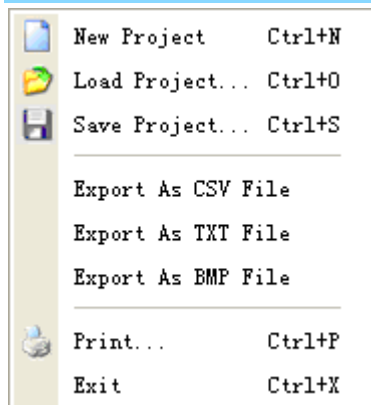 New Project Ctrl+N
Load Project... Ctrl+O
Save Project... Ctrl+S
Export As CSV File
Export As TXT File
Export As BMP File
Print... Ctrl+P
Exit Ctrl+X